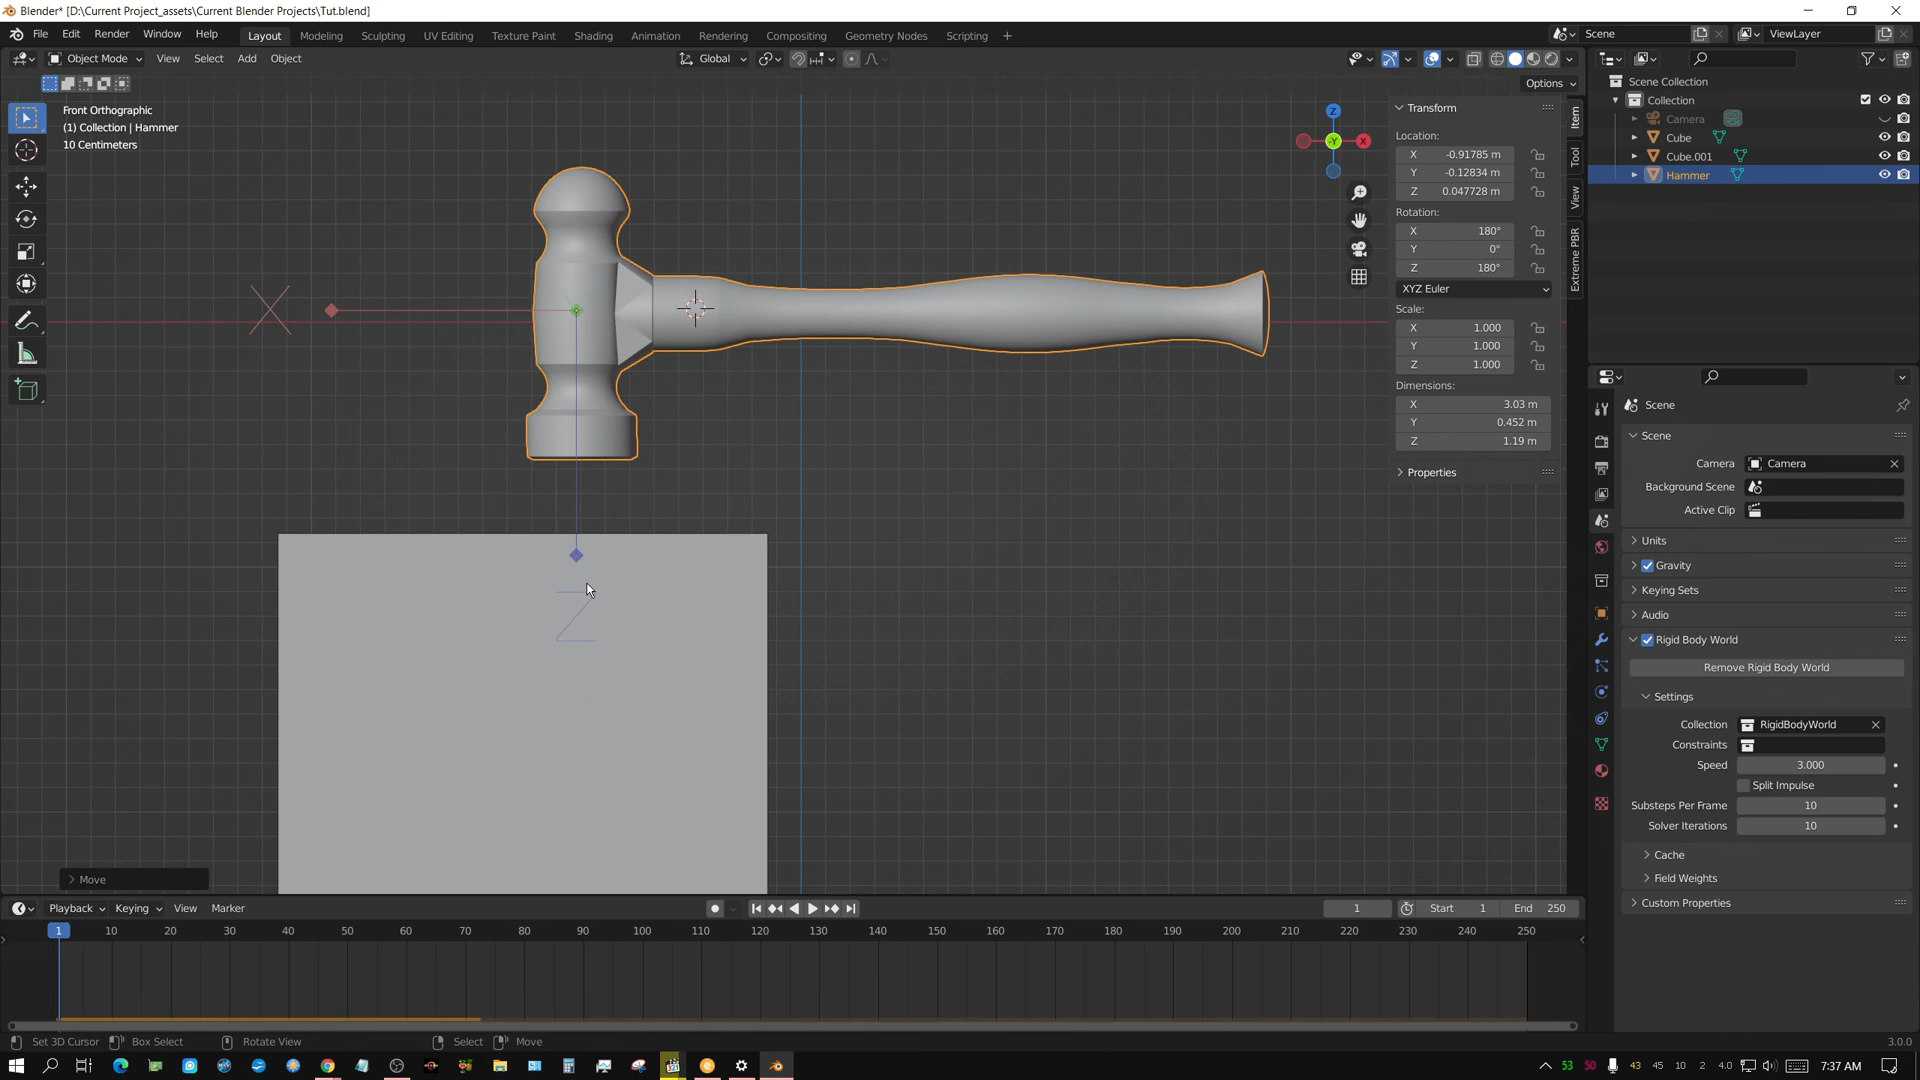 Blender* [D:\Current Project_assets\Current Blender Projects\Tut.blend]
File Edit Render Window Help Layout Modeling Sculpting UV Editing Texture Paint Shading Animation Rendering Compositing Geometry Nodes Scripting + Scene ViewLayer
Object Mode View Select Add Object Global
Options
Front Orthographic
(1) Collection | Hammer
10 Centimeters
Z
-Y
X
X
Z
Transform
Location:
X -0.91785 m
Y -0.12834 m
Z 0.047728 m
Rotation:
X 180°
Y 0°
Z 180°
XYZ Euler
Scale:
X 1.000
Y 1.000
Z 1.000
Dimensions:
X 3.03 m
Y 0.452 m
Z 1.19 m
Properties
Item
Tool
View
Extreme PBR
Scene Collection
Collection
Camera
Cube
Cube.001
Hammer
Scene
Scene
Camera Camera
Background Scene
Active Clip
Units
Gravity
Keying Sets
Audio
Rigid Body World
Remove Rigid Body World
Settings
Collection RigidBodyWorld
Constraints
Speed 3.000
Split Impulse
Substeps Per Frame 10
Solver Iterations 10
Cache
Field Weights
Custom Properties
Move
Playback Keying View Marker 1 Start 1 End 250
1 10 20 30 40 50 60 70 80 90 100 110 120 130 140 150 160 170 180 190 200 210 220 230 240 250
Set 3D Cursor Box Select Rotate View Select Move 3.0.0
53 50 43 45 10 2 4.0 7:37 AM